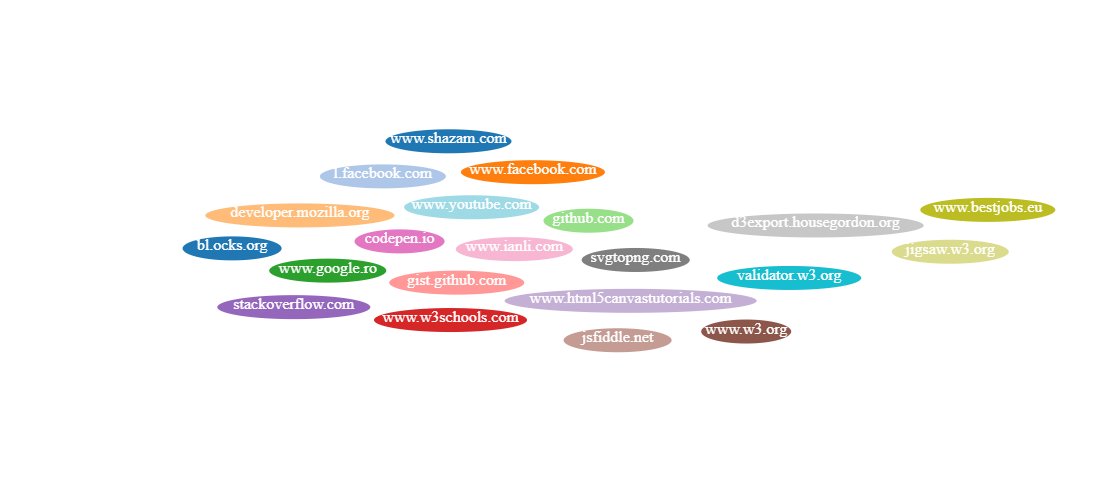 www.shazam.com
www.facebook.com
l.facebook.com
www.youtube.com
www.bestjobs.eu
developer.mozilla.org
github.com
d3export.housegordon.org
codepen.io
bl.ocks.org
www.ianli.com
jigsaw.w3.org
svgtopng.com
www.google.ro
validator.w3.org
gist.github.com
www.html5canvastutorials.com
stackoverflow.com
www.w3schools.com
www.w3.org
jsfiddle.net